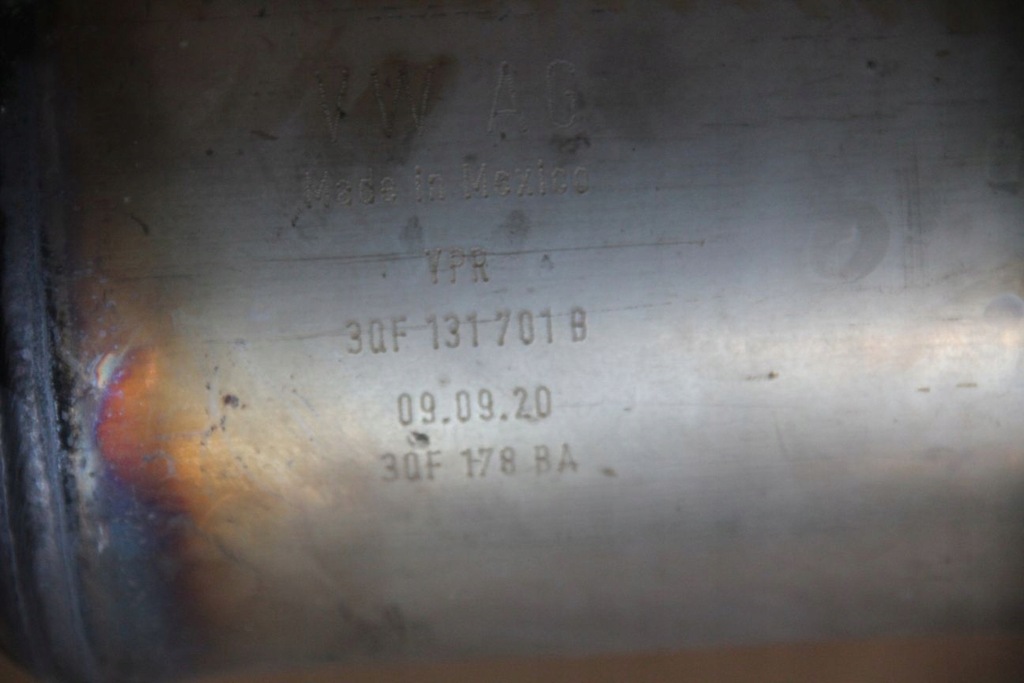 VW AG
Made in Mexico
YPR
3QF 131 701 B
09.09.20
3QF 178 BA